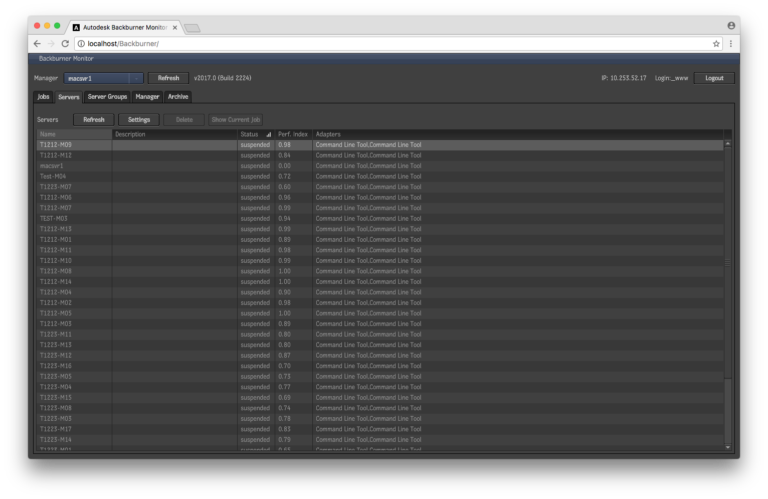 Autodesk Backburner Monitor
localhost/Backburner/
Backburner Monitor
Manager macsvr1 Refresh v2017.0 (Build 2224) IP: 10.253.52.17 Login:_www Logout
Jobs Servers Server Groups Manager Archive
Servers Refresh Settings Delete Show Current Job
Name Description Status Perf. Index Adapters
T1212-M09 suspended 0.98 Command Line Tool,Command Line Tool
T1212-M12 suspended 0.84 Command Line Tool,Command Line Tool
macsvr1 suspended 0.00 Command Line Tool,Command Line Tool
Test-M04 suspended 0.72 Command Line Tool,Command Line Tool
T1223-M07 suspended 0.60 Command Line Tool,Command Line Tool
T1212-M06 suspended 0.96 Command Line Tool,Command Line Tool
T1212-M07 suspended 0.99 Command Line Tool,Command Line Tool
TEST-M03 suspended 0.94 Command Line Tool,Command Line Tool
T1212-M13 suspended 0.99 Command Line Tool,Command Line Tool
T1212-M01 suspended 0.89 Command Line Tool,Command Line Tool
T1212-M11 suspended 0.98 Command Line Tool,Command Line Tool
T1212-M10 suspended 0.99 Command Line Tool,Command Line Tool
T1212-M08 suspended 1.00 Command Line Tool,Command Line Tool
T1212-M14 suspended 1.00 Command Line Tool,Command Line Tool
T1212-M04 suspended 0.90 Command Line Tool,Command Line Tool
T1212-M02 suspended 0.98 Command Line Tool,Command Line Tool
T1212-M05 suspended 1.00 Command Line Tool,Command Line Tool
T1212-M03 suspended 0.89 Command Line Tool,Command Line Tool
T1223-M11 suspended 0.80 Command Line Tool,Command Line Tool
T1223-M13 suspended 0.80 Command Line Tool,Command Line Tool
T1223-M12 suspended 0.87 Command Line Tool,Command Line Tool
T1223-M16 suspended 0.70 Command Line Tool,Command Line Tool
T1223-M05 suspended 0.73 Command Line Tool,Command Line Tool
T1223-M04 suspended 0.77 Command Line Tool,Command Line Tool
T1223-M15 suspended 0.69 Command Line Tool,Command Line Tool
T1223-M08 suspended 0.74 Command Line Tool,Command Line Tool
T1223-M03 suspended 0.78 Command Line Tool,Command Line Tool
T1223-M17 suspended 0.83 Command Line Tool,Command Line Tool
T1223-M14 suspended 0.79 Command Line Tool,Command Line Tool